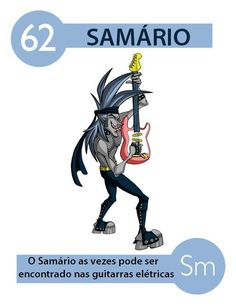 62
SAMÁRIO
O Samário as vezes pode ser
encontrado nas guitarras elétricas
Sm